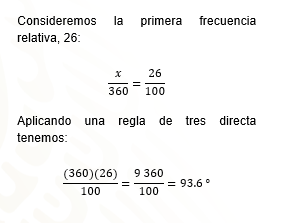 Consideremos la primera frecuencia
relativa, 26:
x/360 = 26/100
Aplicando una regla de tres directa
tenemos:
(360)(26)/100 = 9 360/100 = 93.6 °